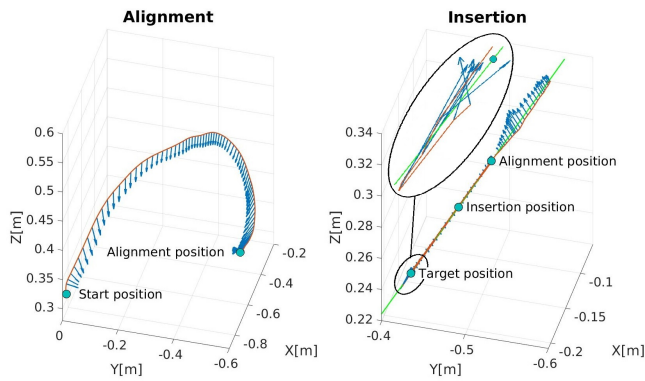 Alignment
Insertion
0.6
0.55
0.5
0.45
0.4
0.35
0.3
Z[m]
Alignment position
Start position
0
-0.2
-0.4
-0.6
Y[m]
-0.2
-0.4
-0.6
-0.8
X[m]
0.34
0.32
0.3
0.28
0.26
0.24
0.22
Z[m]
Alignment position
Insertion position
Target position
-0.4
-0.5
-0.6
Y[m]
-0.1
-0.15
-0.2
X[m]